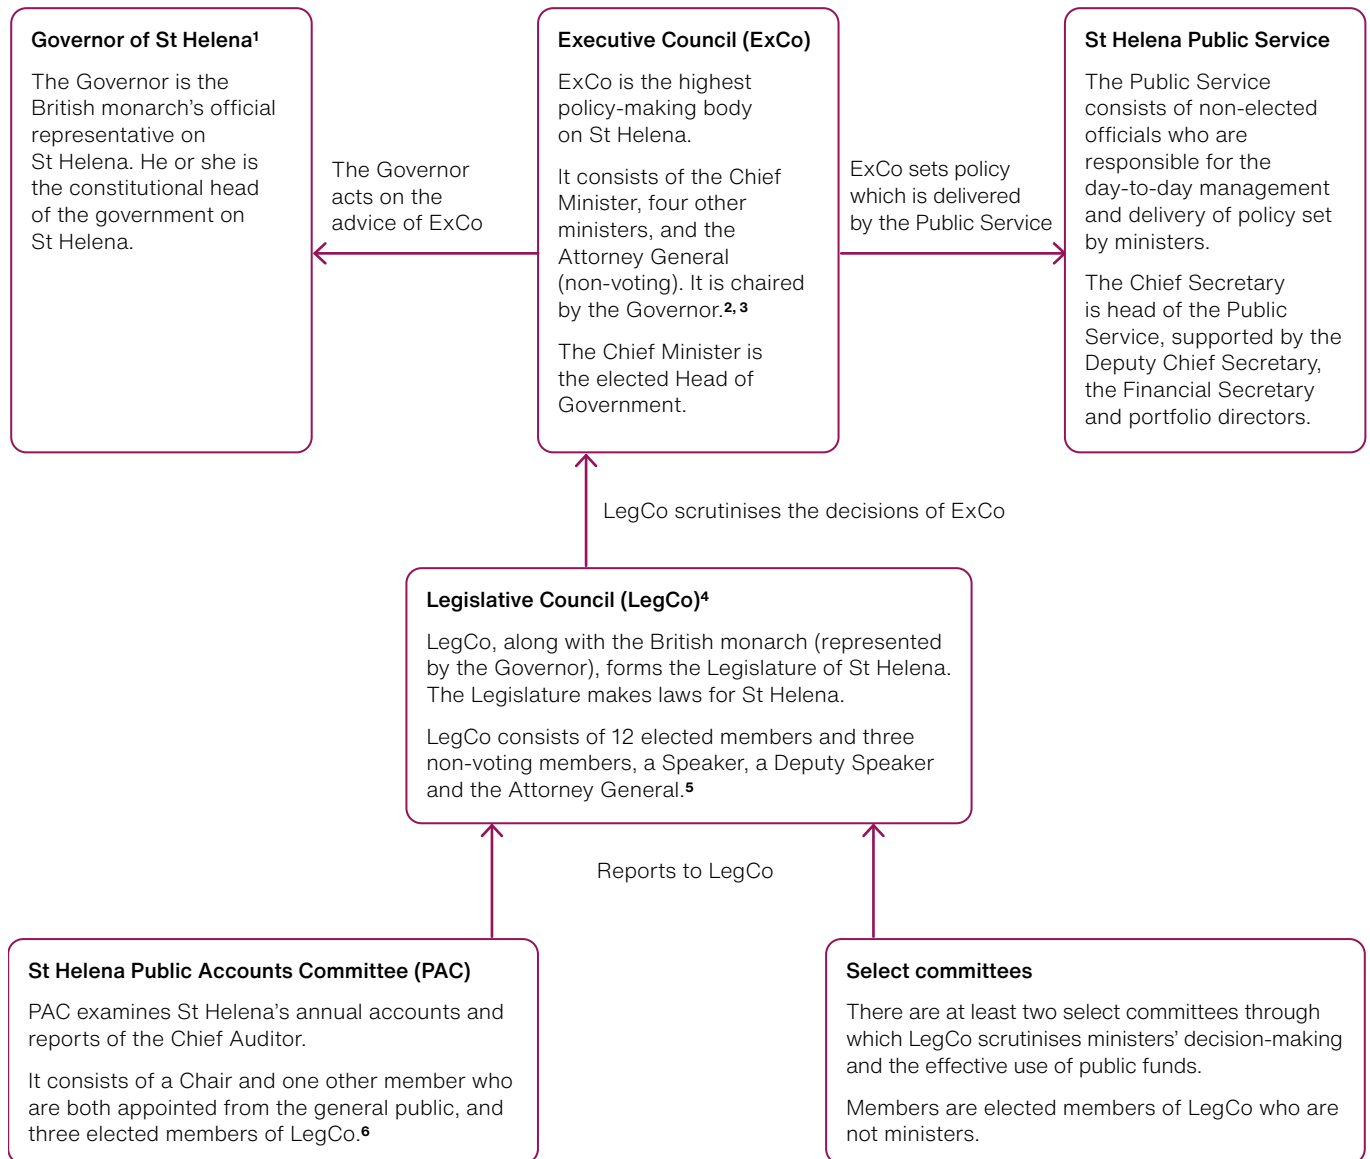 Governor of St Helena¹
The Governor is the
British monarch’s official
representative on
St Helena. He or she is
the constitutional head
of the government on
St Helena.
The Governor
acts on the
advice of ExCo
Executive Council (ExCo)
ExCo is the highest
policy-making body
on St Helena.
It consists of the Chief
Minister, four other
ministers, and the
Attorney General
(non-voting). It is chaired
by the Governor.²,³
The Chief Minister is
the elected Head of
Government.
ExCo sets policy
which is delivered
by the Public Service
St Helena Public Service
The Public Service
consists of non-elected
officials who are
responsible for the
day-to-day management
and delivery of policy set
by ministers.
The Chief Secretary
is head of the Public
Service, supported by the
Deputy Chief Secretary,
the Financial Secretary
and portfolio directors.
LegCo scrutinises the decisions of ExCo
Legislative Council (LegCo)⁴
LegCo, along with the British monarch (represented
by the Governor), forms the Legislature of St Helena.
The Legislature makes laws for St Helena.
LegCo consists of 12 elected members and three
non-voting members, a Speaker, a Deputy Speaker
and the Attorney General.⁵
Reports to LegCo
St Helena Public Accounts Committee (PAC)
PAC examines St Helena’s annual accounts and
reports of the Chief Auditor.
It consists of a Chair and one other member who
are both appointed from the general public, and
three elected members of LegCo.⁶
Select committees
There are at least two select committees through
which LegCo scrutinises ministers’ decision-making
and the effective use of public funds.
Members are elected members of LegCo who are
not ministers.